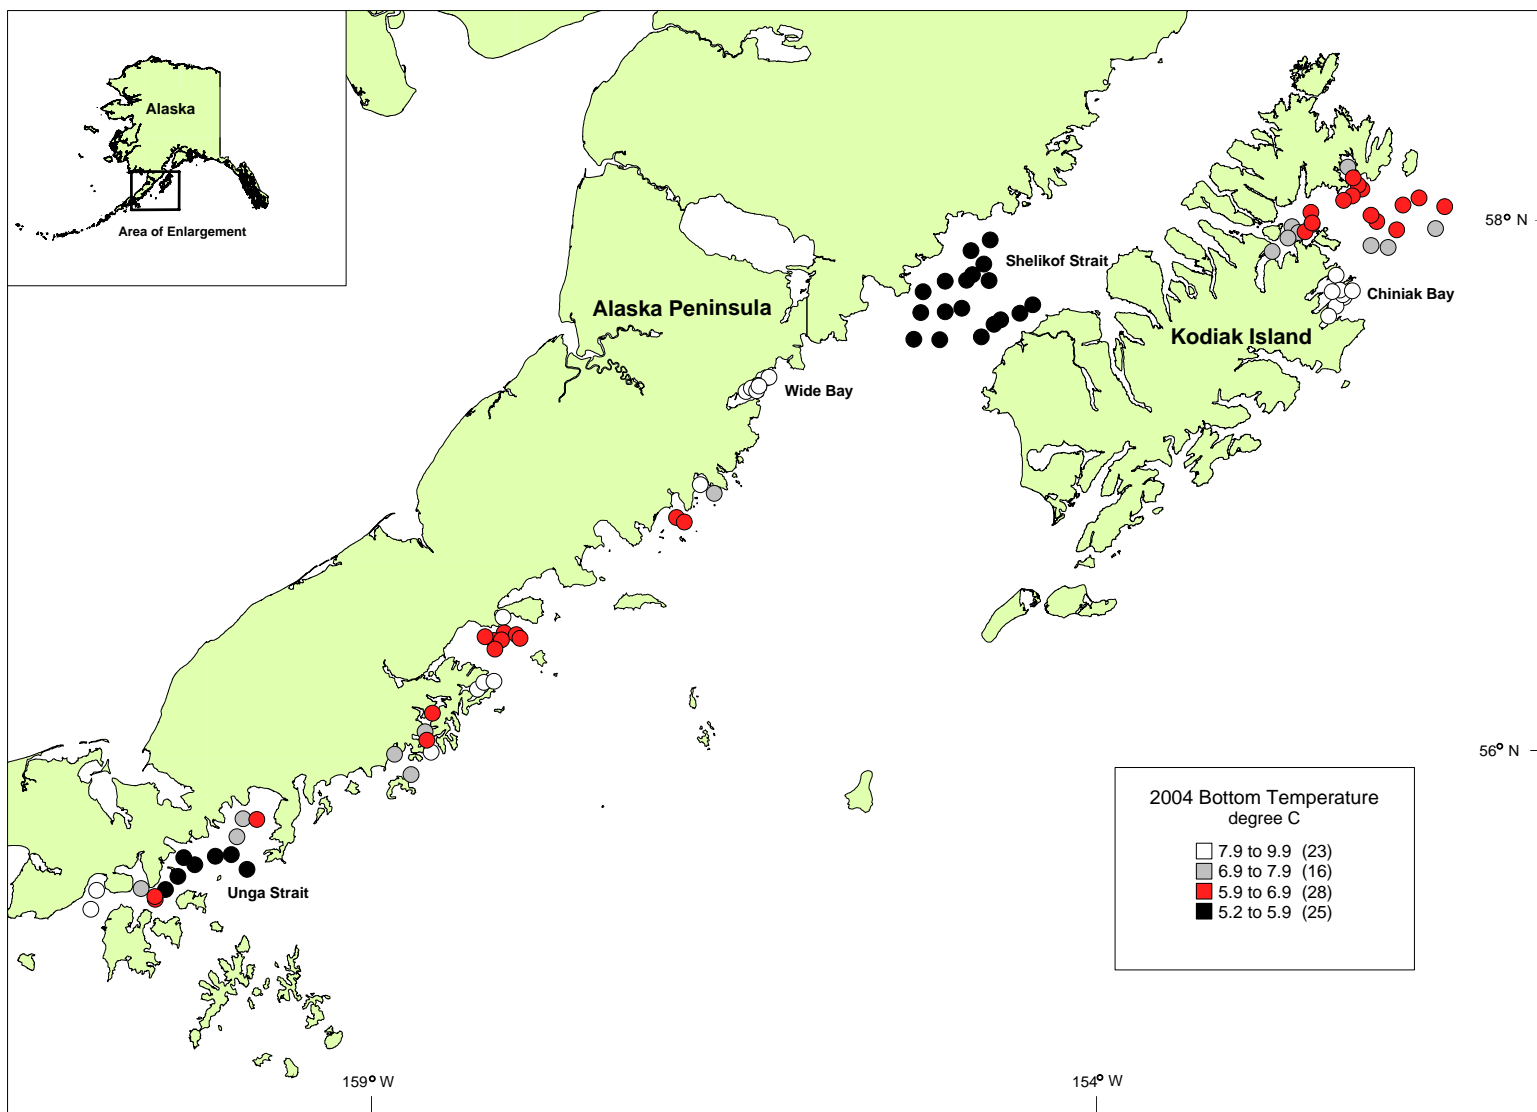 Alaska
Area of Enlargement
58° N
Shelikof Strait
Chiniak Bay
Alaska Peninsula
Kodiak Island
Wide Bay
56° N
2004 Bottom Temperature
degree C
7.9 to 9.9 (23)
6.9 to 7.9 (16)
5.9 to 6.9 (28)
5.2 to 5.9 (25)
Unga Strait
159° W
154° W